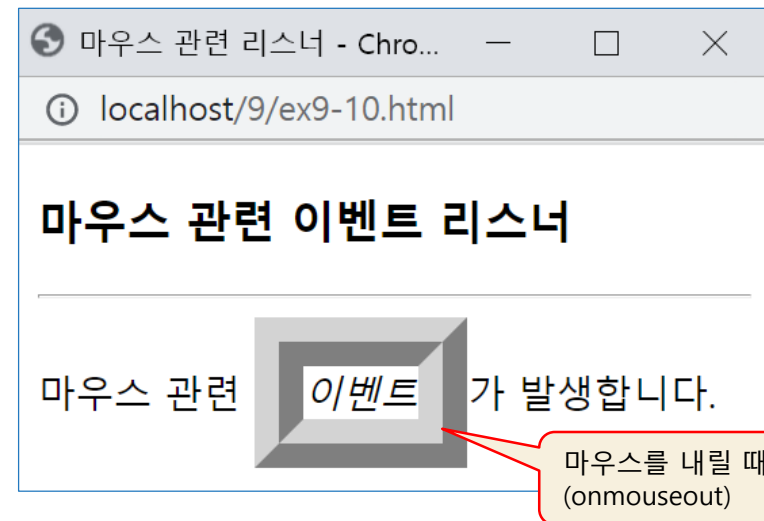 마우스 관련 리스너 - Chro...
localhost/9/ex9-10.html
마우스 관련 이벤트 리스너
마우스 관련 이벤트 가 발생합니다.
마우스를 내릴 때
(onmouseout)